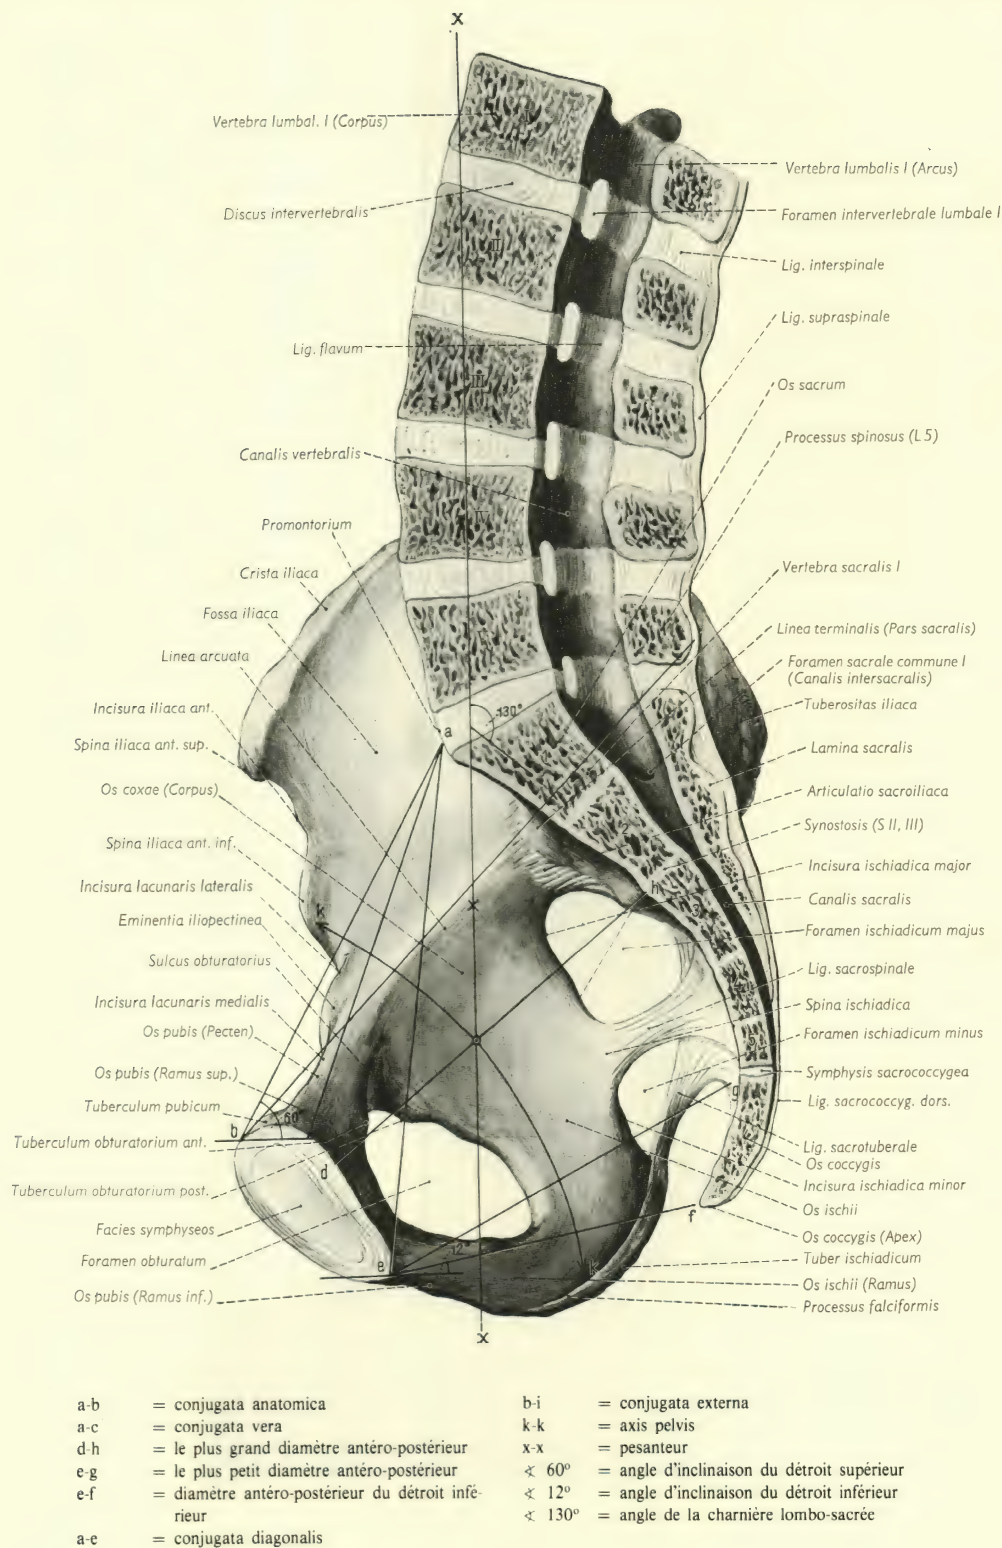 x
Vertebra lumbal. I (Corpus)
Discus intervertebralis
Lig. flavum
Canalis vertebralis
Promontorium
Crista iliaca
Fossa iliaca
Linea arcuata
Incisura iliaca ant.
Spina iliaca ant. sup.
Os coxae (Corpus)
Spina iliaca ant. inf.
Incisura lacunaris lateralis
Eminentia iliopectinea
Sulcus obturatorius
Incisura lacunaris medialis
Os pubis (Pecten)
Os pubis (Ramus sup.)
Tuberculum pubicum
Tuberculum obturatorium ant.
Tuberculum obturatorium post.
Facies symphyseos
Foramen obturatum
Os pubis (Ramus inf.)
II
III
IV
130°
a
2
h
3
k
x
5
g
60°
b
d
f
12°
e
k
x
Vertebra lumbalis I (Arcus)
Foramen intervertebrale lumbale I
Lig. interspinale
Lig. supraspinale
Os sacrum
Processus spinosus (L 5)
Vertebra sacralis I
Linea terminalis (Pars sacralis)
Foramen sacrale commune I
(Canalis intersacralis)
Tuberositas iliaca
Lamina sacralis
Articulatio sacroiliaca
Synostosis (S II, III)
Incisura ischiadica major
Canalis sacralis
Foramen ischiadicum majus
Lig. sacrospinale
Spina ischiadica
Foramen ischiadicum minus
Symphysis sacrococcygea
Lig. sacrococcyg. dors.
Lig. sacrotuberale
Os coccygis
Incisura ischiadica minor
Os ischii
Os coccygis (Apex)
Tuber ischiadicum
Os ischii (Ramus)
Processus falciformis
a-b = conjugata anatomica
a-c = conjugata vera
d-h = le plus grand diamètre antéro-postérieur
e-g = le plus petit diamètre antéro-postérieur
e-f = diamètre antéro-postérieur du détroit infé-
rieur
a-e = conjugata diagonalis
b-i = conjugata externa
k-k = axis pelvis
x-x = pesanteur
∢ 60° = angle d'inclinaison du détroit supérieur
∢ 12° = angle d'inclinaison du détroit inférieur
∢ 130° = angle de la charnière lombo-sacrée